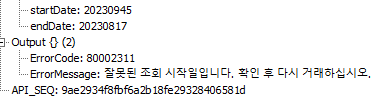 startDate: 20230945
endDate: 20230817
Output {} (2)
ErrorCode: 80002311
ErrorMessage: 잘못된 조회 시작일입니다. 확인 후 다시 거래하십시오.
API_SEQ: 9ae2934f8fbf6a2b18fe29328406581d